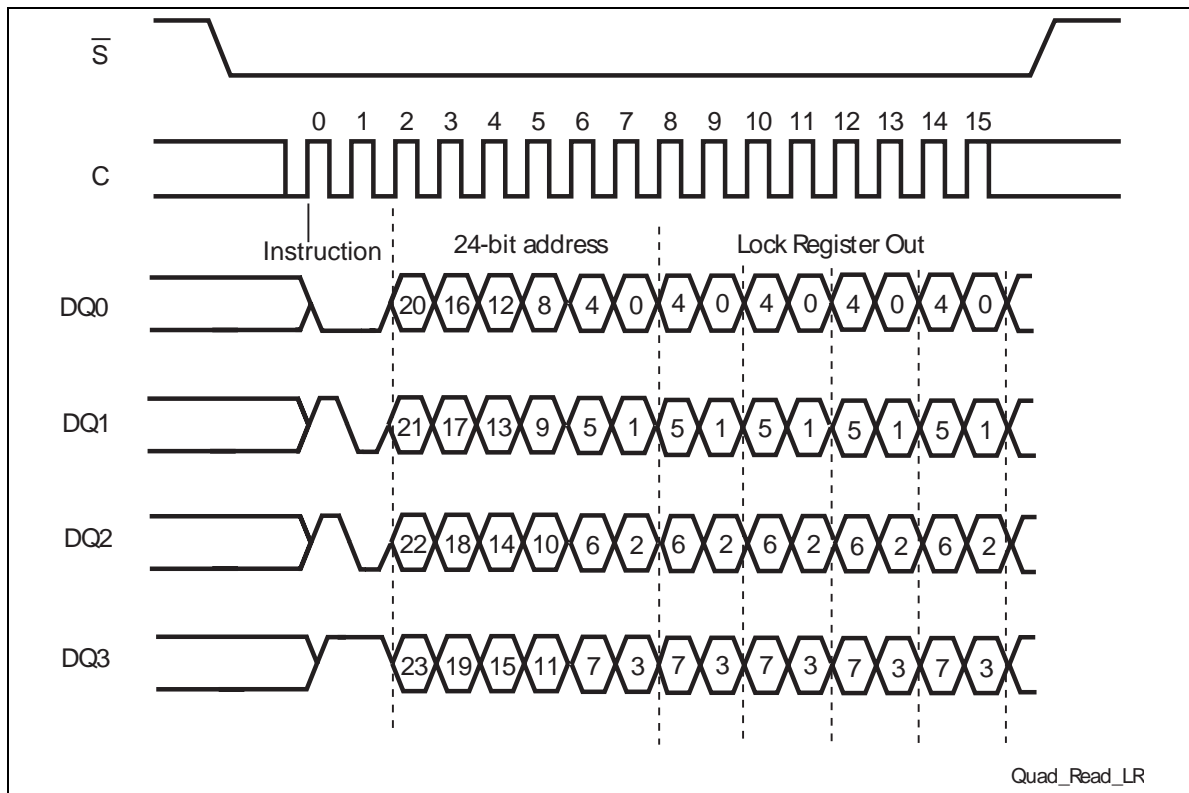 S
0 1 2 3 4 5 6 7 8 9 10 11 12 13 14 15
C
Instruction 24-bit address Lock Register Out
DQ0 20 16 12 8 4 0 4 0 4 0 4 0 4 0
DQ1 21 17 13 9 5 1 5 1 5 1 5 1 5 1
DQ2 22 18 14 10 6 2 6 2 6 2 6 2 6 2
DQ3 23 19 15 11 7 3 7 3 7 3 7 3 7 3
Quad_Read_LR